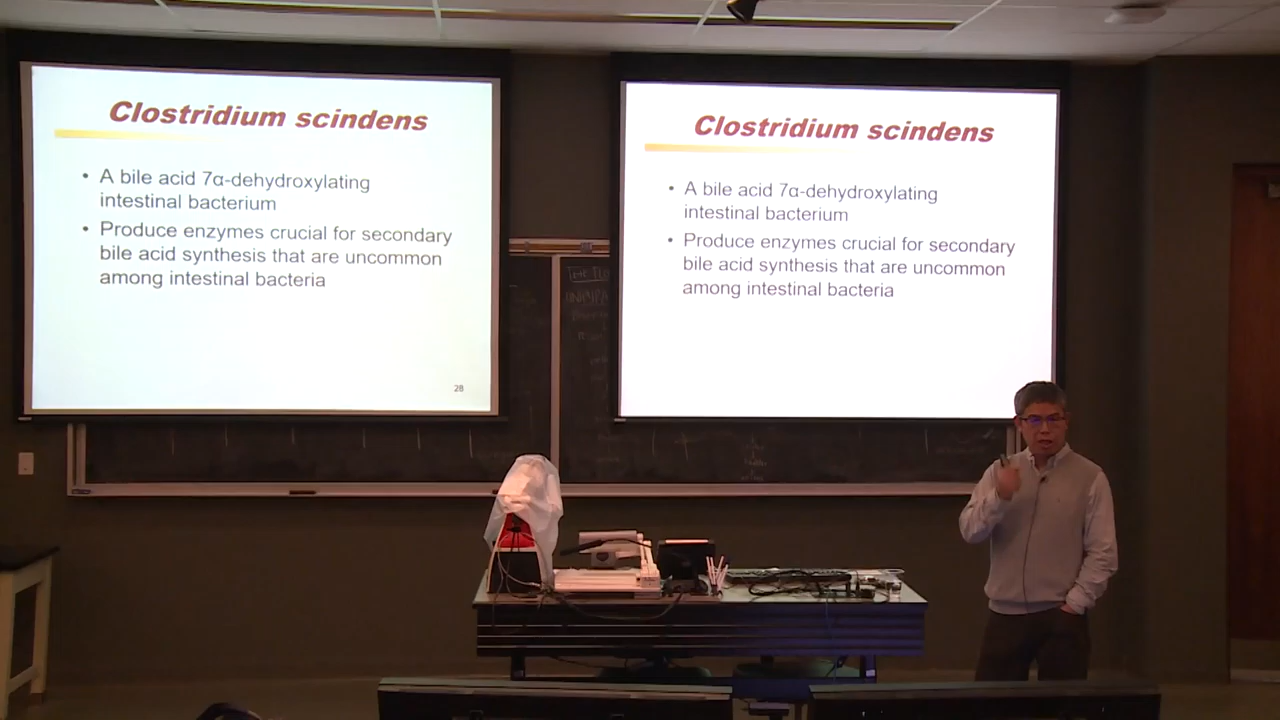 Clostridium scindens
• A bile acid 7α-dehydroxylating
intestinal bacterium
• Produce enzymes crucial for secondary
bile acid synthesis that are uncommon
among intestinal bacteria
28
Clostridium scindens
• A bile acid 7α-dehydroxylating
intestinal bacterium
• Produce enzymes crucial for secondary
bile acid synthesis that are uncommon
among intestinal bacteria